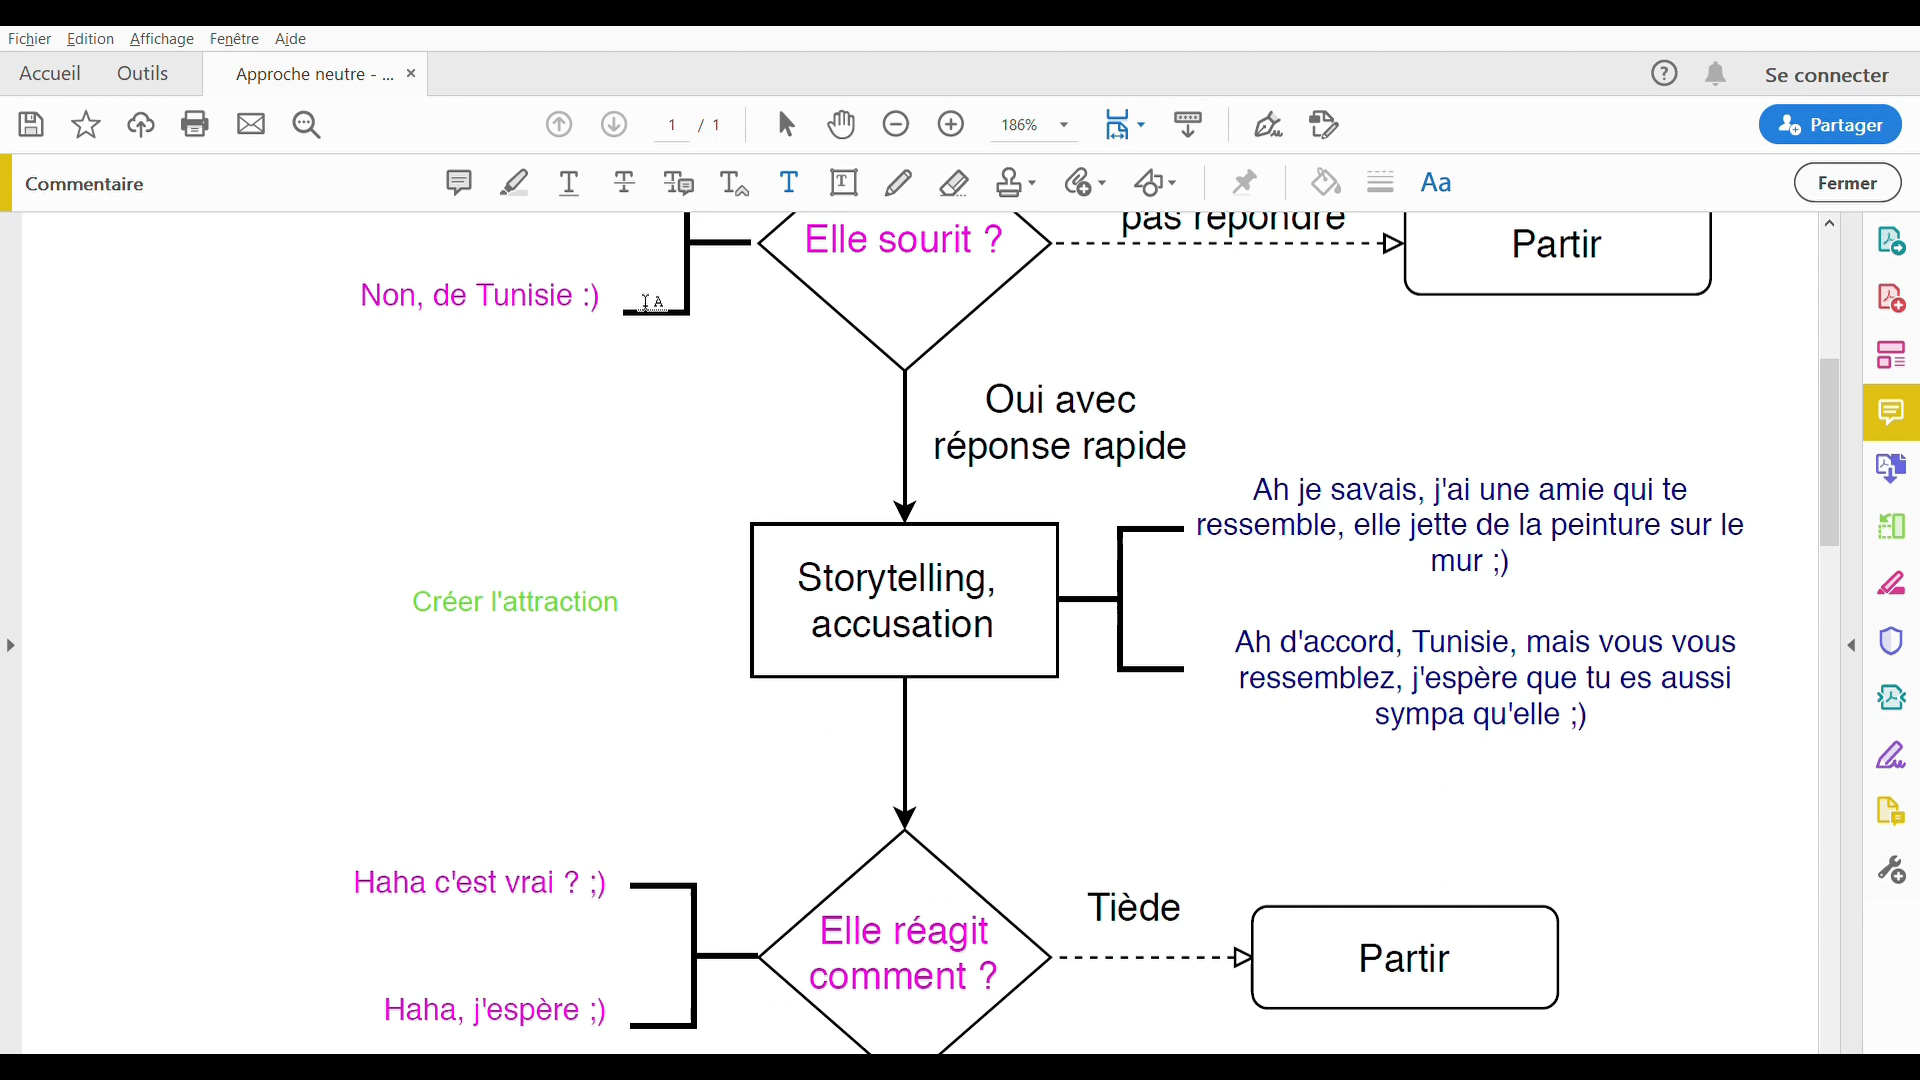 Fichier Edition Affichage Fenêtre Aide
Accueil Outils Approche neutre - ... ×
Se connecter
1 / 1
186%
Partager
Commentaire
Aa
Fermer
pas répondre
Elle sourit ?
Partir
Non, de Tunisie :)
Oui avec
réponse rapide
Ah je savais, j'ai une amie qui te
ressemble, elle jette de la peinture sur le
mur ;)
Storytelling,
accusation
Créer l'attraction
Ah d'accord, Tunisie, mais vous vous
ressemblez, j'espère que tu es aussi
sympa qu'elle ;)
Haha c'est vrai ? ;)
Tiède
Elle réagit
comment ?
Partir
Haha, j'espère ;)